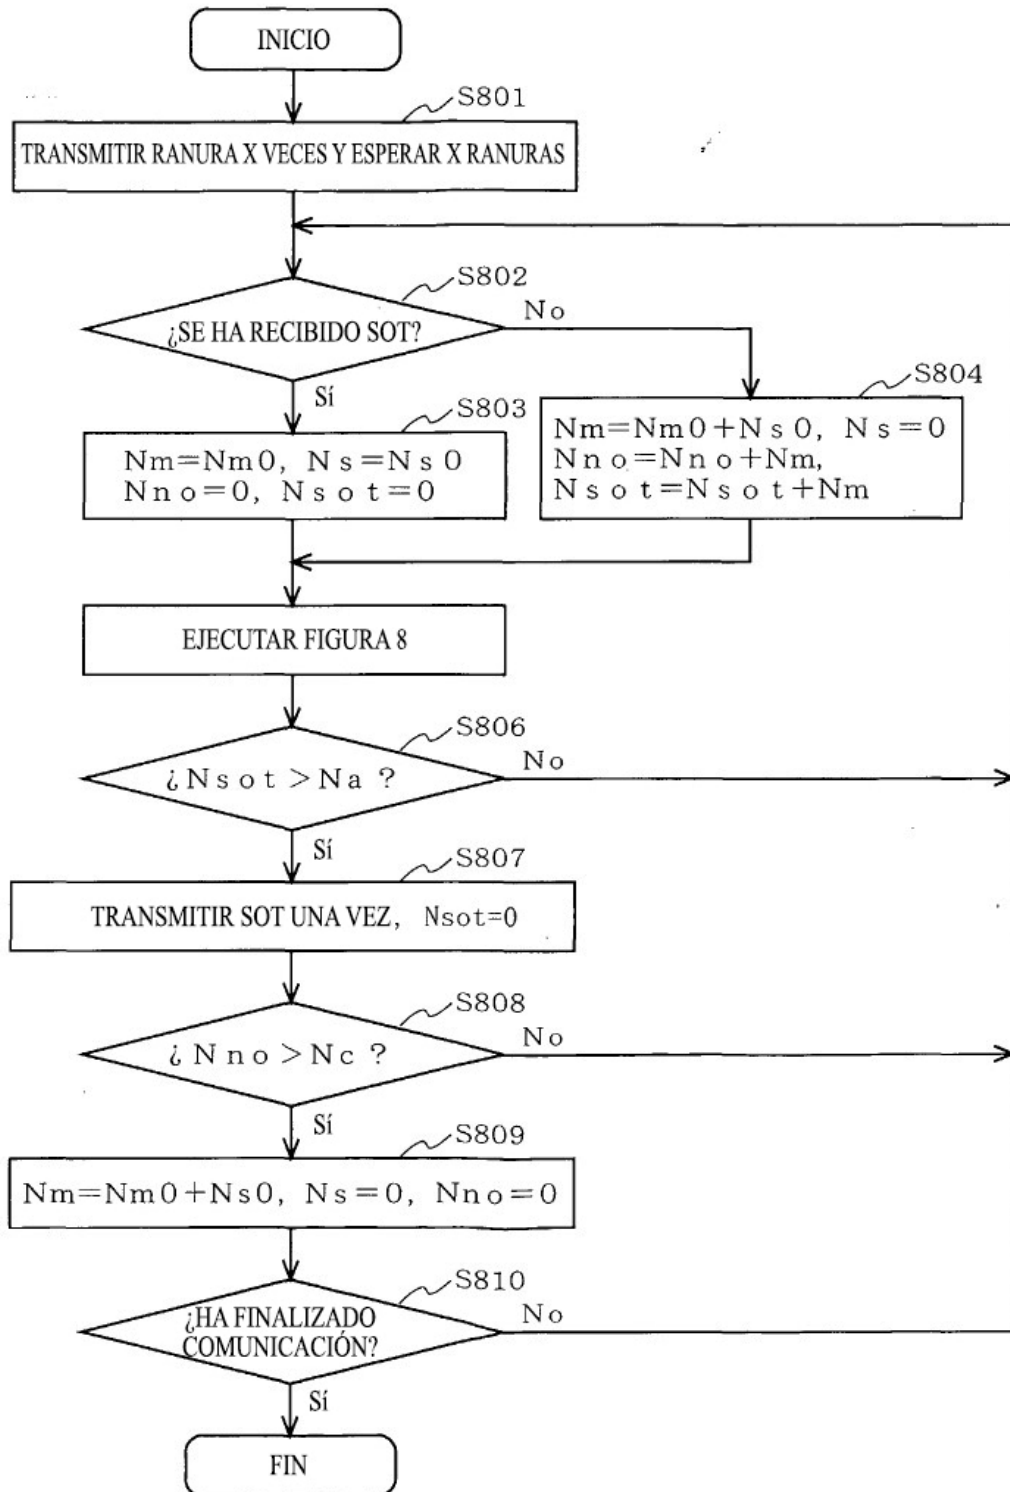 INICIO
S801
TRANSMITIR RANURA X VECES Y ESPERAR X RANURAS
S802
¿SE HA RECIBIDO SOT?
No
Sí
S803
Nm=Nm0, Ns=Ns0
Nno=0, Nsot=0
S804
Nm=Nm0+Ns0, Ns=0
Nno=Nno+Nm,
Nsot=Nsot+Nm
EJECUTAR FIGURA 8
S806
¿Nsot>Na ?
No
Sí
S807
TRANSMITIR SOT UNA VEZ, Nsot=0
S808
¿Nno>Nc ?
No
Sí
S809
Nm=Nm0+Ns0, Ns=0, Nno=0
S810
¿HA FINALIZADO
COMUNICACIÓN?
No
Sí
FIN